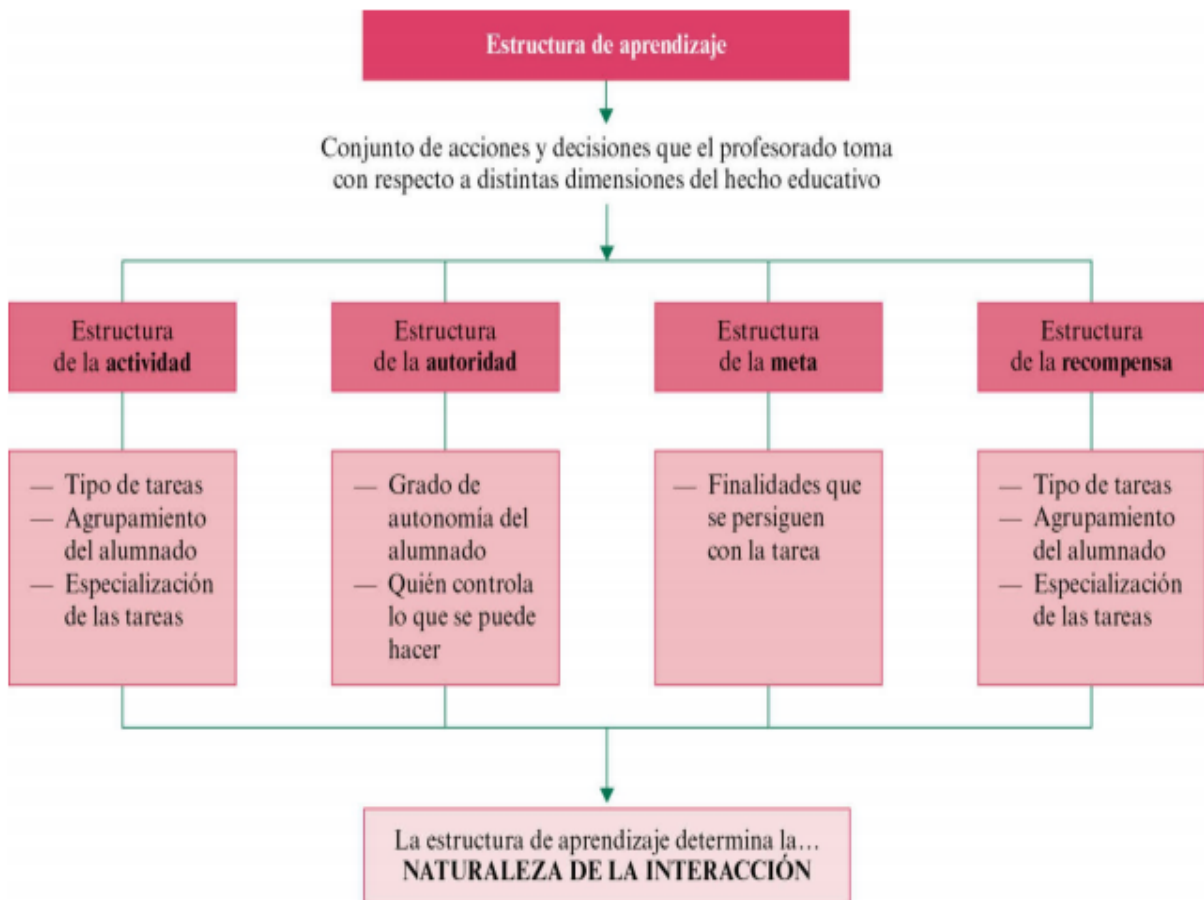 Estructura de aprendizaje
Conjunto de acciones y decisiones que el profesorado toma
con respecto a distintas dimensiones del hecho educativo
Estructura
de la actividad
Estructura
de la autoridad
Estructura
de la meta
Estructura
de la recompensa
— Tipo de tareas
— Agrupamiento
del alumnado
— Especialización
de las tareas
— Grado de
autonomía del
alumnado
— Quién controla
lo que se puede
hacer
— Finalidades que
se persiguen
con la tarea
— Tipo de tareas
— Agrupamiento
del alumnado
— Especialización
de las tareas
La estructura de aprendizaje determina la...
NATURALEZA DE LA INTERACCIÓN